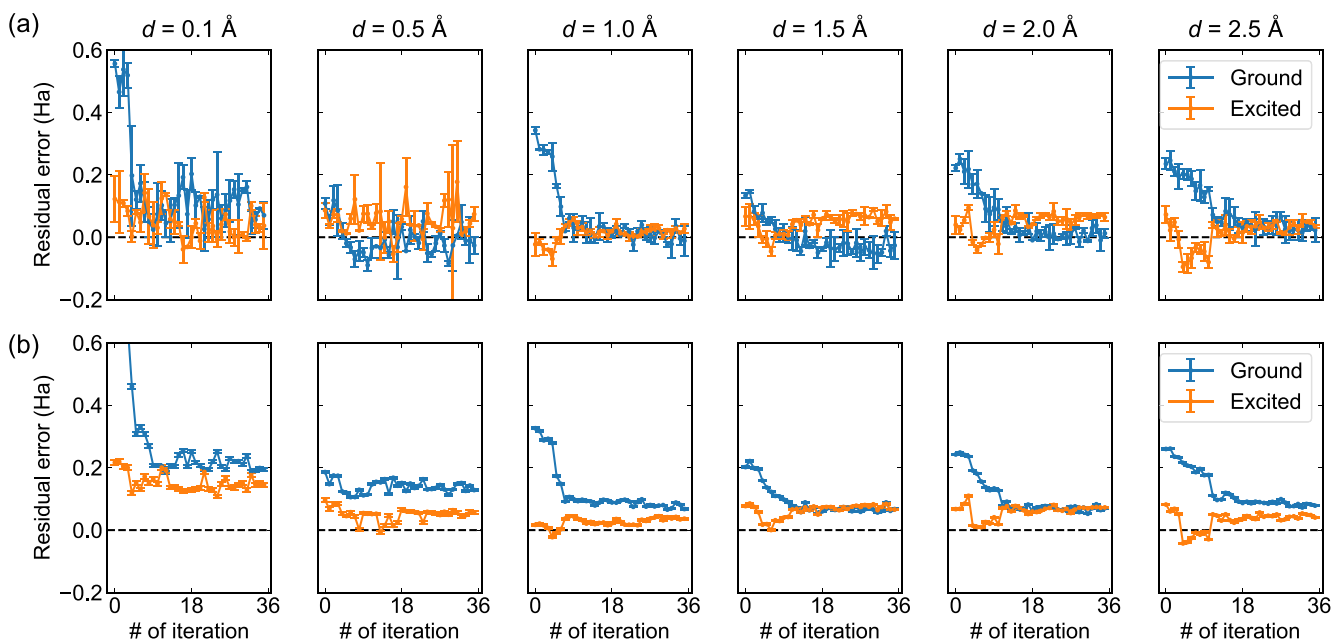 (a)
d = 0.1 Å
d = 0.5 Å
d = 1.0 Å
d = 1.5 Å
d = 2.0 Å
d = 2.5 Å
Residual error (Ha)
0.6
0.4
0.2
0.0
−0.2
Ground
Excited
(b)
Residual error (Ha)
0.6
0.4
0.2
0.0
−0.2
Ground
Excited
0 18 36
0 18 36
0 18 36
0 18 36
0 18 36
0 18 36
# of iteration
# of iteration
# of iteration
# of iteration
# of iteration
# of iteration